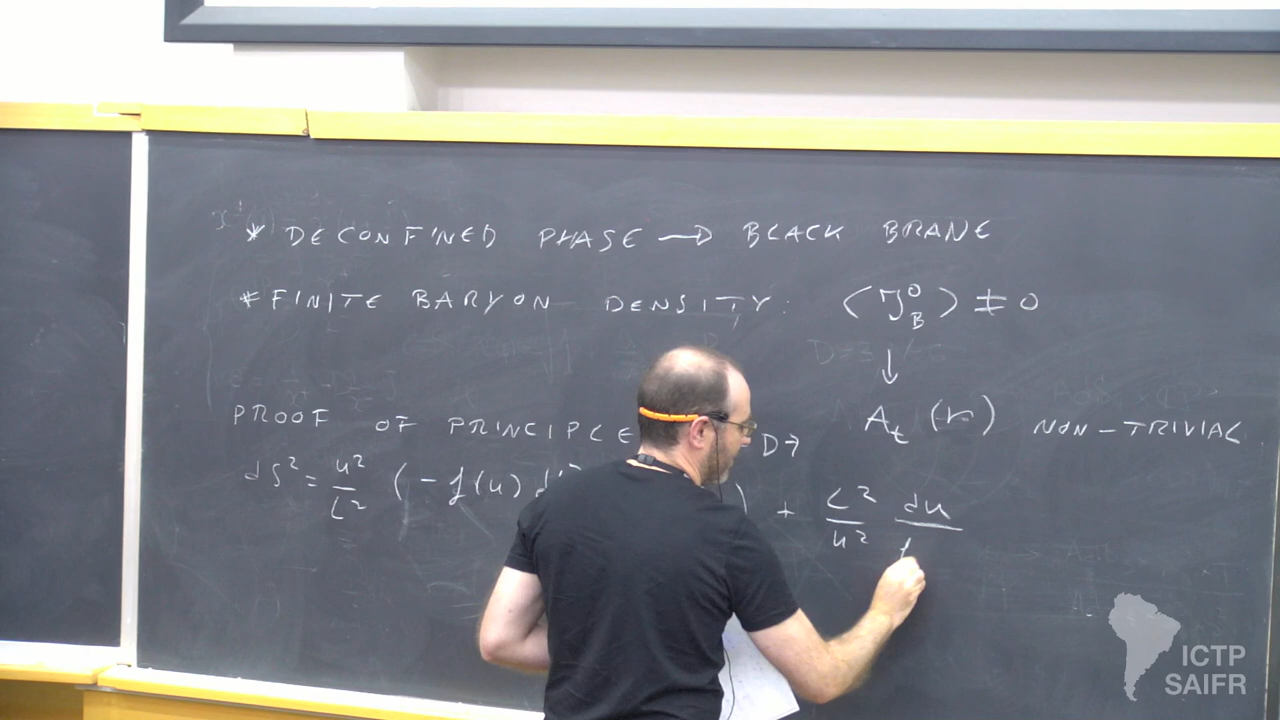 * DECONFINED PHASE → BLACK BRANE
* FINITE BARYON DENSITY: ⟨J⁰_B⟩ ≠ 0
↓
PROOF OF PRINCIPLE D7 A_t (r) NON-TRIVIAL
dS² = u²/L² (- f(u) d ) + L²/u² du/f
ICTP
SAIFR